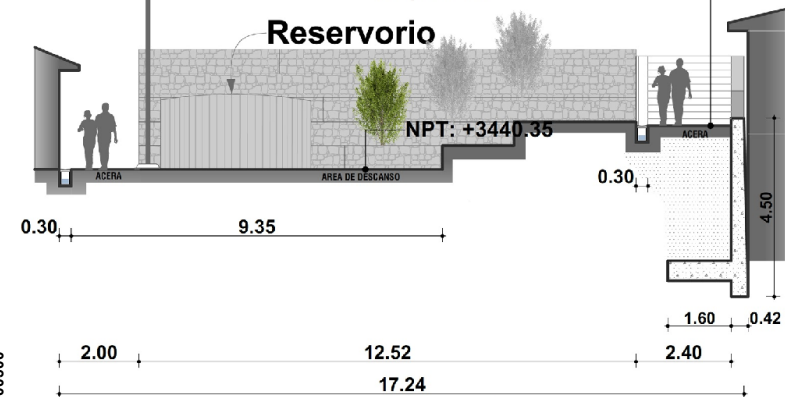 Reservorio
NPT: +3440.35
ACERA
ACERA
AREA DE DESCANSO
0.30
0.30
9.35
4.50
1.60
0.42
2.00
12.52
2.40
17.24